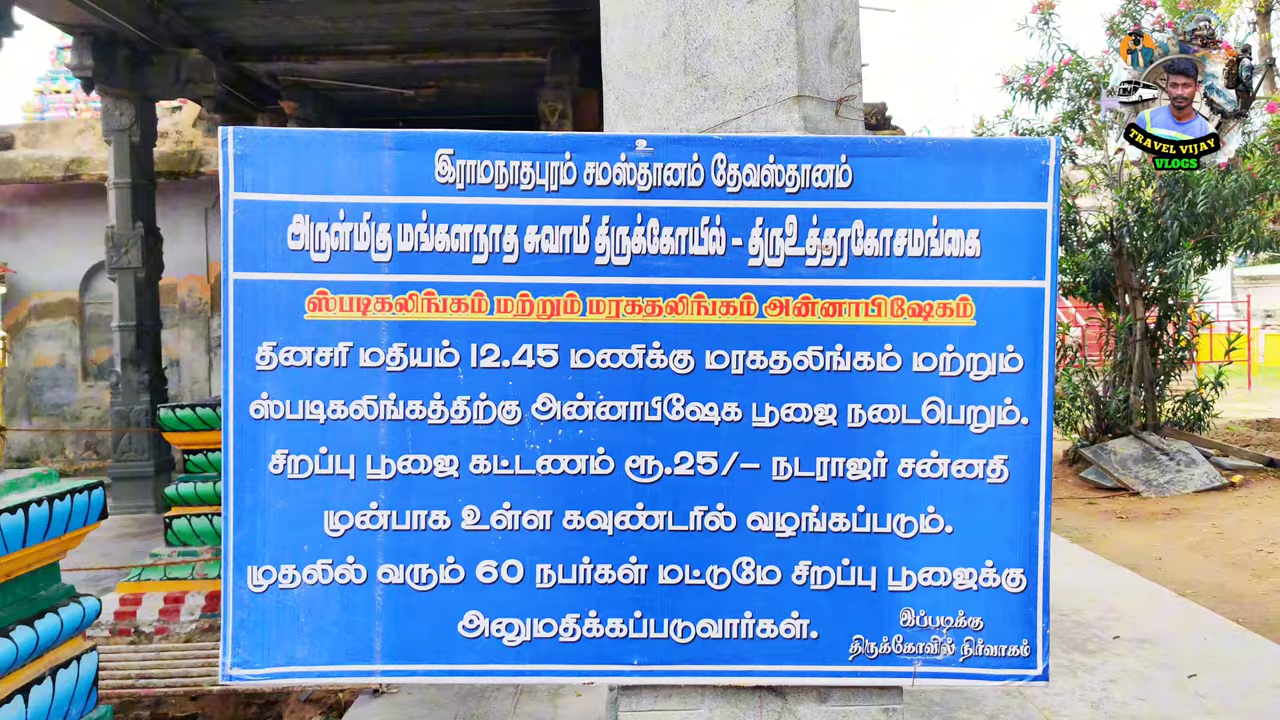 உ
இராமநாதபுரம் சமஸ்தானம் தேவஸ்தானம்
அருள்மிகு மங்களநாத சுவாமி திருக்கோயில் - திருஉத்தரகோசமங்கை
ஸ்படிகலிங்கம் மற்றும் மரகதலிங்கம் அன்னாபிஷேகம்
தினசரி மதியம் 12.45 மணிக்கு மரகதலிங்கம் மற்றும்
ஸ்படிகலிங்கத்திற்கு அன்னாபிஷேக பூஜை நடைபெறும்.
சிறப்பு பூஜை கட்டணம் ரூ.25/- நடராஜர் சன்னதி
முன்பாக உள்ள கவுண்டரில் வழங்கப்படும்.
முதலில் வரும் 60 நபர்கள் மட்டுமே சிறப்பு பூஜைக்கு
அனுமதிக்கப்படுவார்கள்.
இப்படிக்கு
திருக்கோவில் நிர்வாகம்
TRAVEL VIJAY
VLOGS